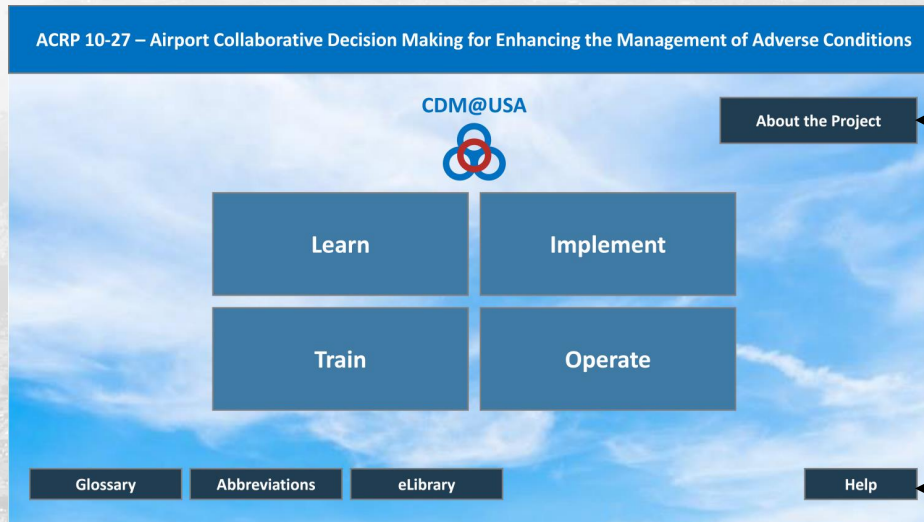 ACRP 10-27 – Airport Collaborative Decision Making for Enhancing the Management of Adverse Conditions
CDM@USA
About the Project
Learn
Implement
Train
Operate
Glossary
Abbreviations
eLibrary
Help